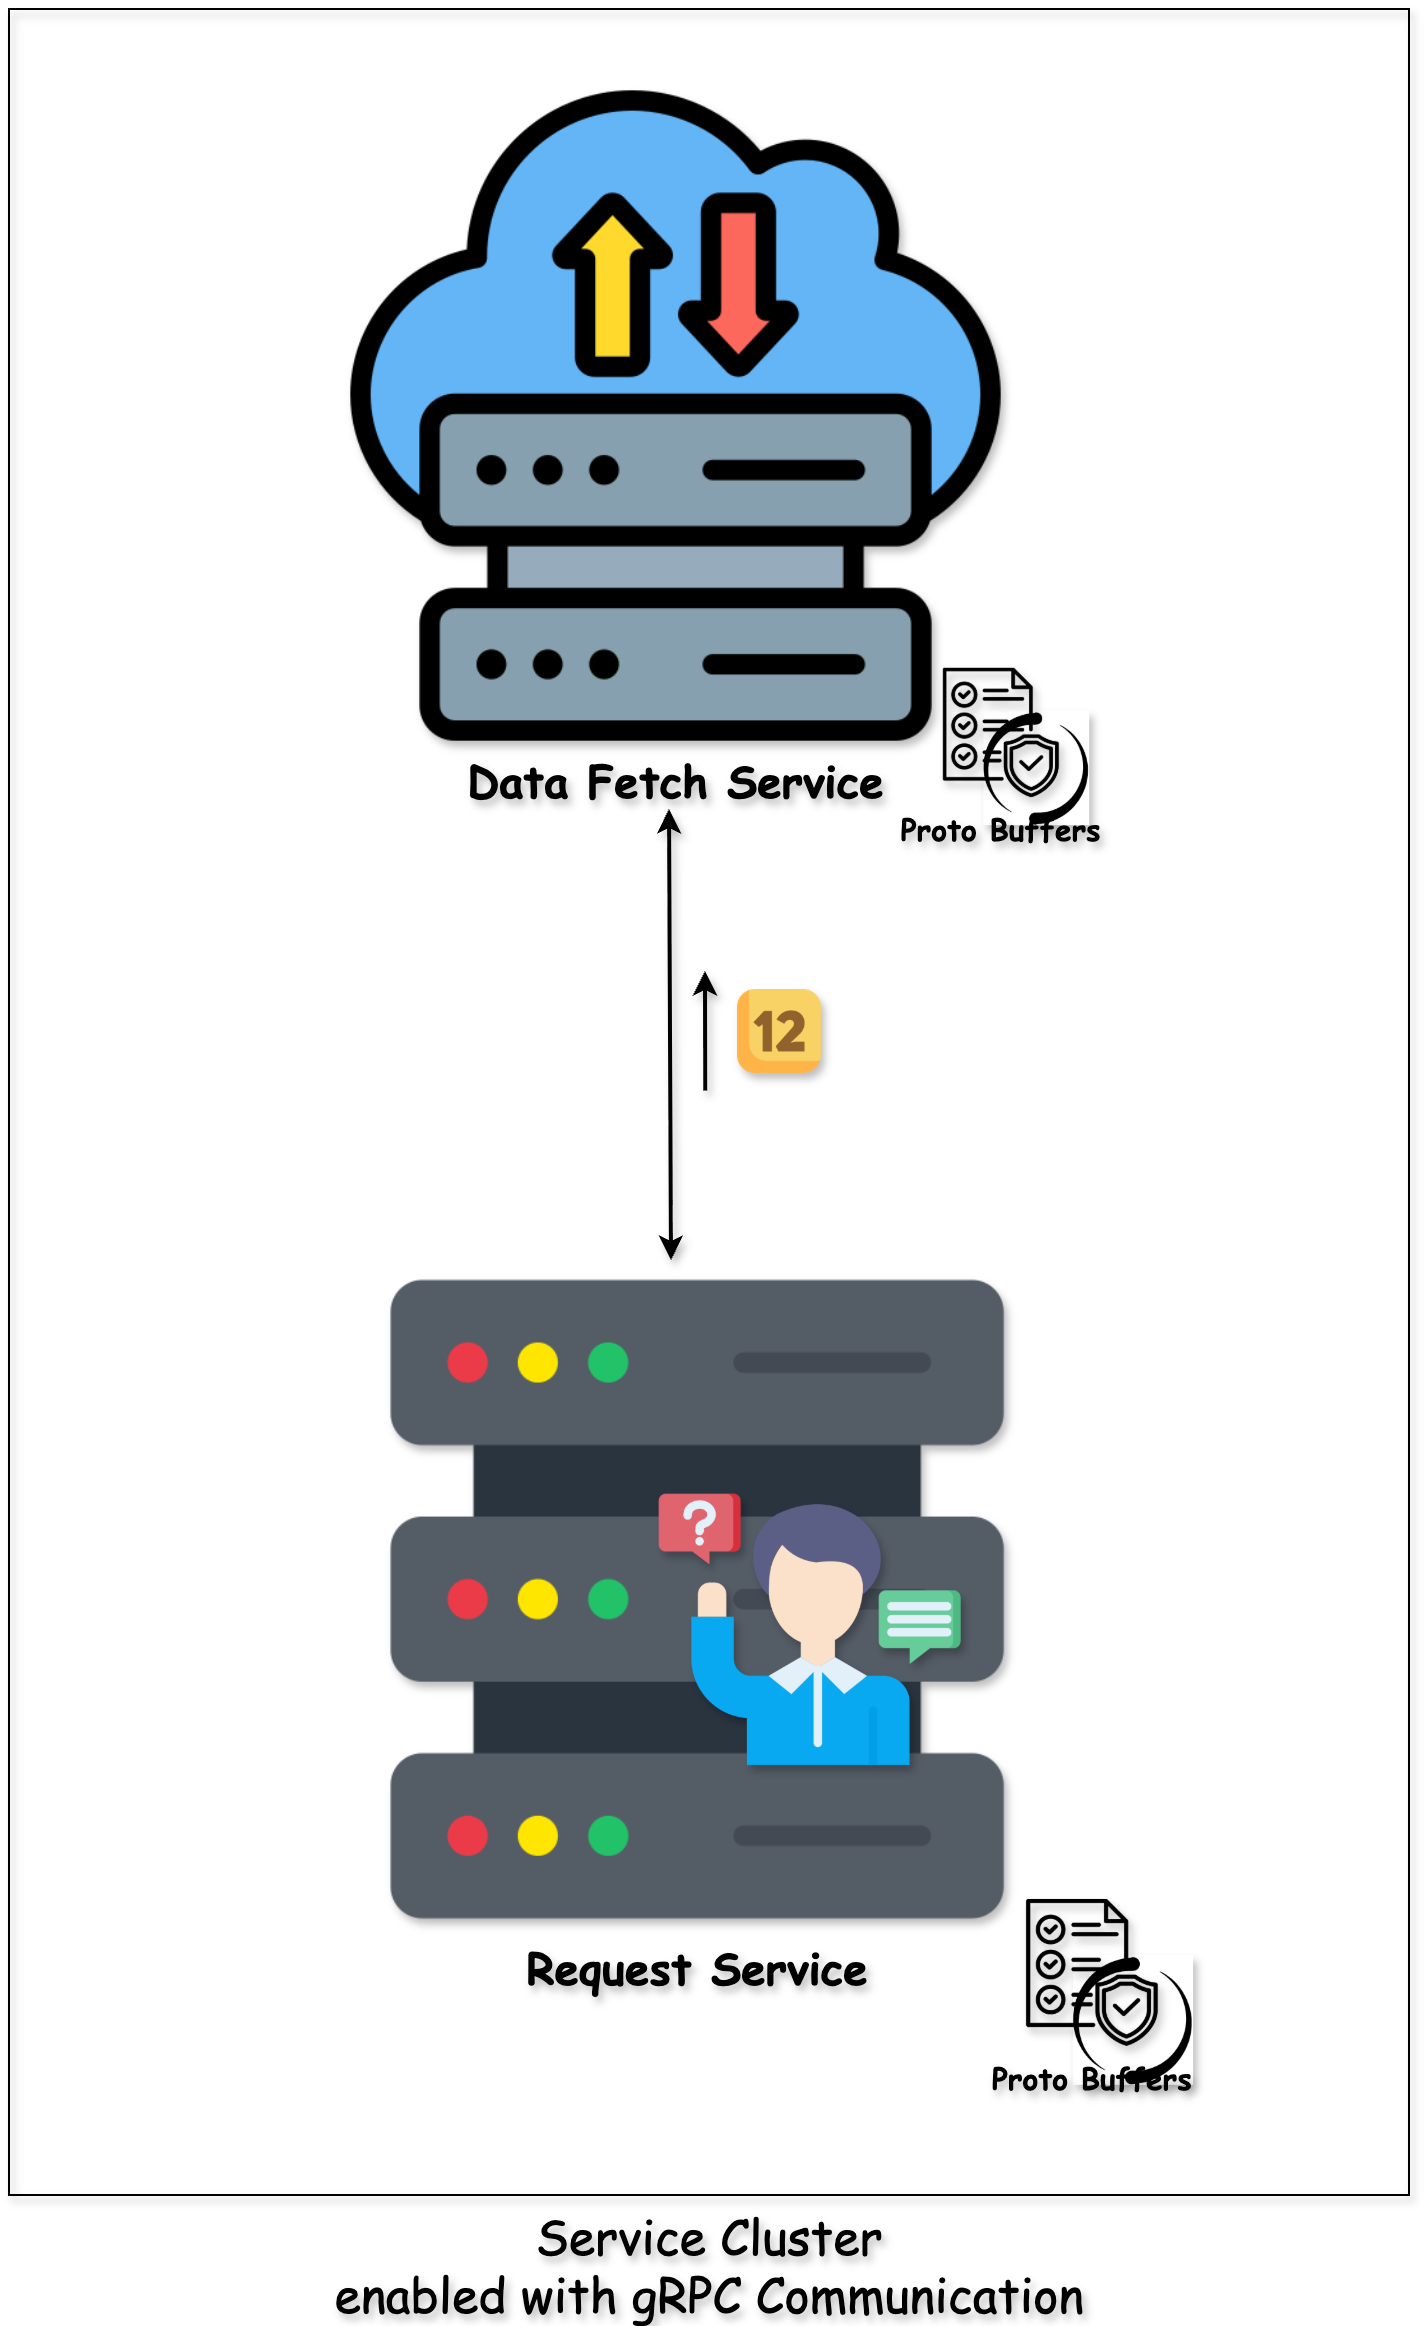 Data Fetch Service
Proto Buffers
12
?
Request Service
Proto Buffers
Service Cluster
enabled with gRPC Communication